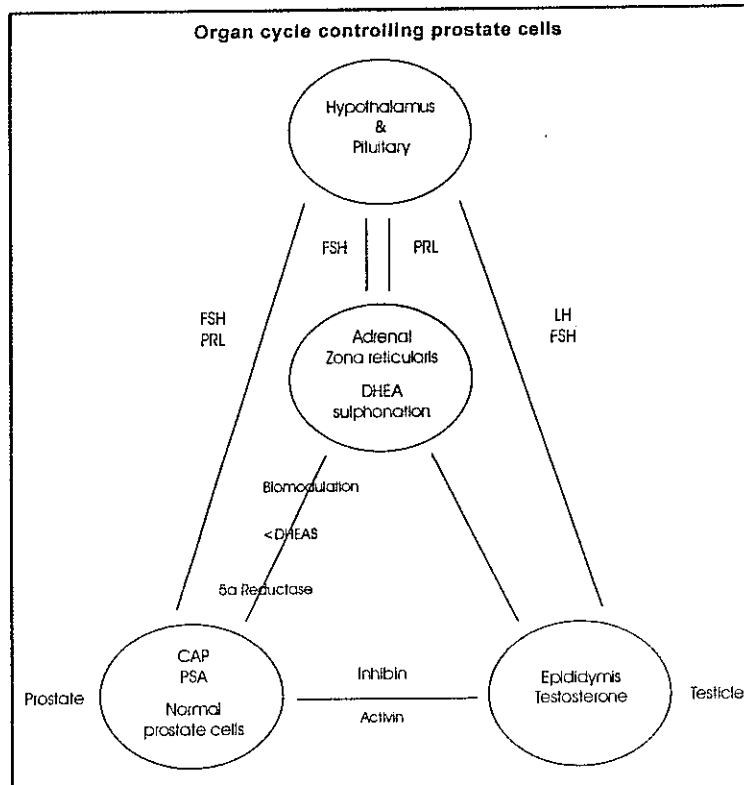 Organ cycle controlling prostate cells
Hypothalamus
&
Pituitary
FSH
PRL
FSH
PRL
LH
FSH
Adrenal
Zona reticularis
DHEA
sulphonation
Biomodulation
<DHEAS
5a Reductase
Prostate
CAP
PSA
Normal
prostate cells
Inhibin
Activin
Epididymis
Testosterone
Testicle